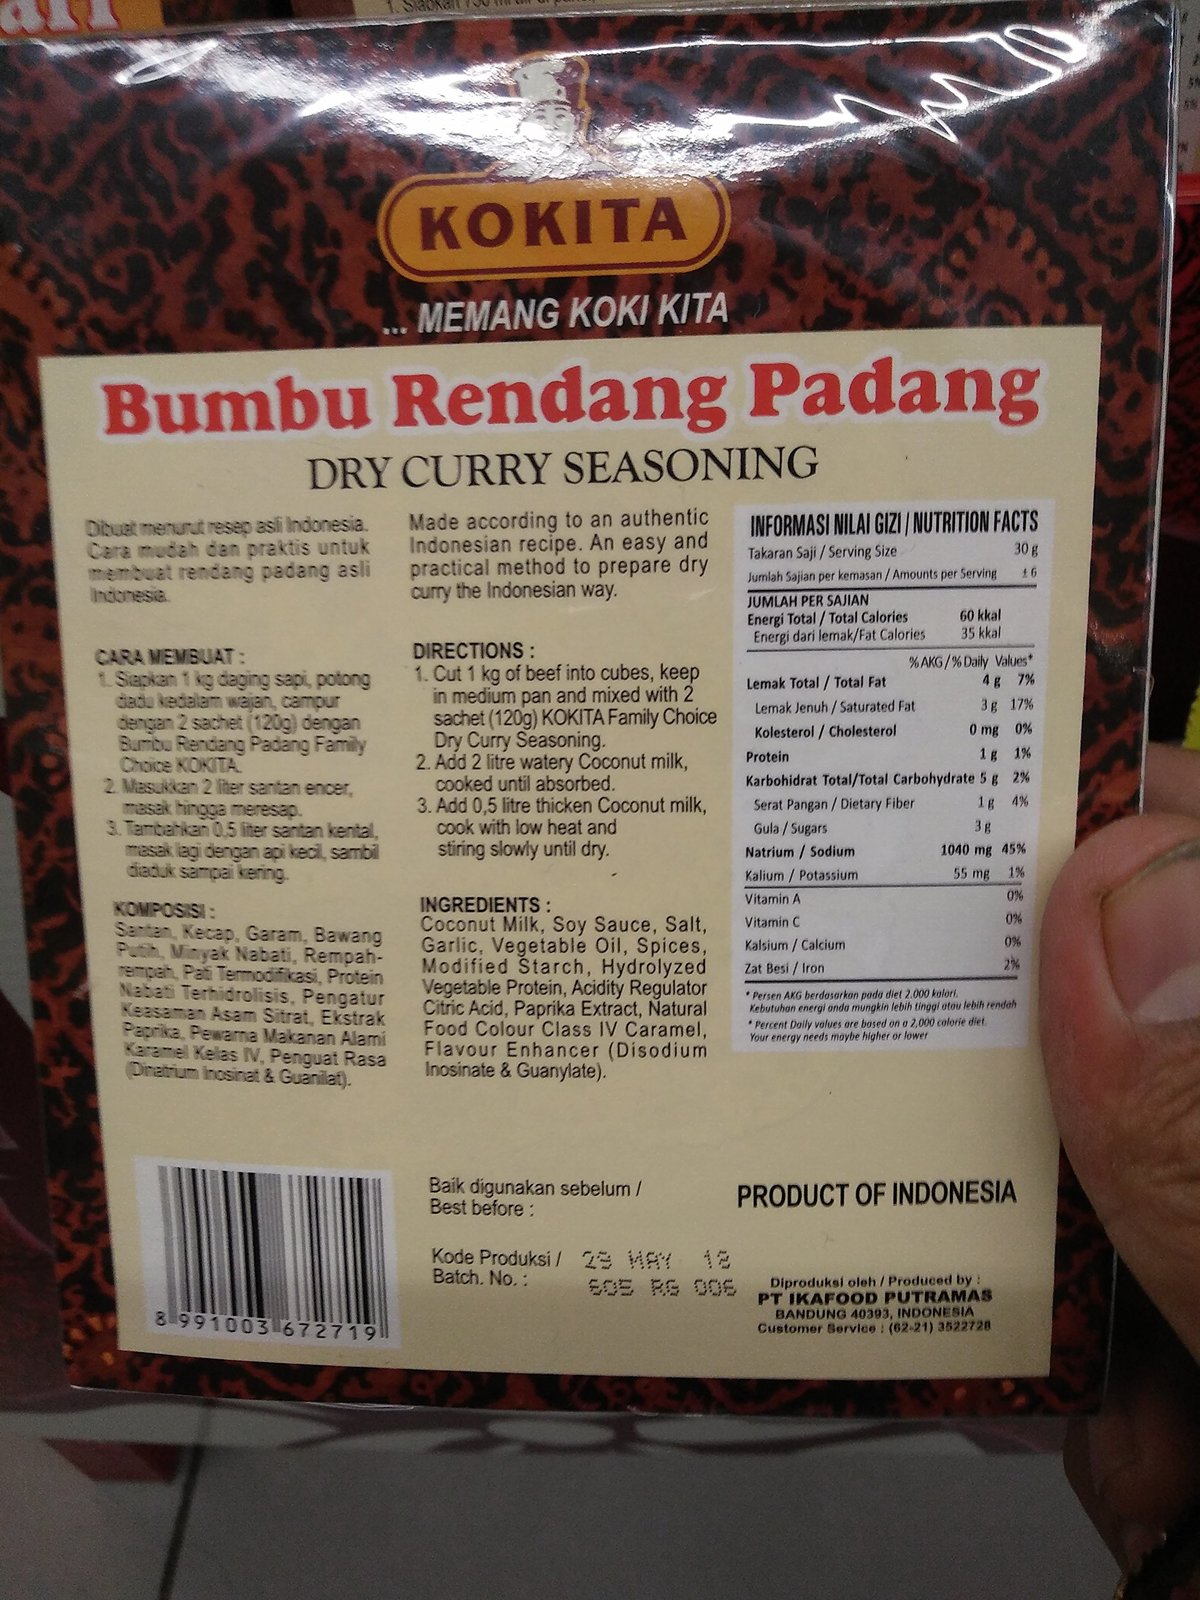 KOKITA
... MEMANG KOKI KITA
Bumbu Rendang Padang
DRY CURRY SEASONING
Dibuat menurut resep asli Indonesia.
Cara mudah dan praktis untuk
membuat rendang padang asli
Indonesia.
CARA MEMBUAT :
1. Siapkan 1 kg daging sapi, potong
dadu kedalam wajan, campur
dengan 2 sachet (120g) dengan
Bumbu Rendang Padang Family
Choice KOKITA.
2. Masukkan 2 liter santan encer,
masak hingga meresap.
3. Tambahkan 0,5 liter santan kental,
masak lagi dengan api kecil, sambil
diaduk sampai kering.
KOMPOSISI :
Santan, Kecap, Garam, Bawang
Putih, Minyak Nabati, Rempah-
rempah, Pati Termodifikasi, Protein
Nabati Terhidrolisis, Pengatur
Keasaman Asam Sitrat, Ekstrak
Paprika, Pewarna Makanan Alami
Karamel Kelas IV, Penguat Rasa
(Dinatrium Inosinat & Guanilat).
Made according to an authentic
Indonesian recipe. An easy and
practical method to prepare dry
curry the Indonesian way.
DIRECTIONS :
1. Cut 1 kg of beef into cubes, keep
in medium pan and mixed with 2
sachet (120g) KOKITA Family Choice
Dry Curry Seasoning.
2. Add 2 litre watery Coconut milk,
cooked until absorbed.
3. Add 0,5 litre thicken Coconut milk,
cook with low heat and
stiring slowly until dry.
INGREDIENTS :
Coconut Milk, Soy Sauce, Salt,
Garlic, Vegetable Oil, Spices,
Modified Starch, Hydrolyzed
Vegetable Protein, Acidity Regulator
Citric Acid, Paprika Extract, Natural
Food Colour Class IV Caramel,
Flavour Enhancer (Disodium
Inosinate & Guanylate).
INFORMASI NILAI GIZI / NUTRITION FACTS
Takaran Saji / Serving Size 30 g
Jumlah Sajian per kemasan / Amounts per Serving ±6
JUMLAH PER SAJIAN
Energi Total / Total Calories 60 kkal
Energi dari lemak/Fat Calories 35 kkal
% AKG / % Daily Values*
Lemak Total / Total Fat 4 g 7%
Lemak Jenuh / Saturated Fat 3 g 17%
Kolesterol / Cholesterol 0 mg 0%
Protein 1 g 1%
Karbohidrat Total/Total Carbohydrate 5 g 2%
Serat Pangan / Dietary Fiber 1 g 4%
Gula / Sugars 3 g
Natrium / Sodium 1040 mg 45%
Kalium / Potassium 55 mg 1%
Vitamin A 0%
Vitamin C 0%
Kalsium / Calcium 0%
Zat Besi / Iron 2%
* Persen AKG berdasarkan pada diet 2.000 kalori.
Kebutuhan energi anda mungkin lebih tinggi atau lebih rendah
* Percent Daily values are based on a 2,000 calorie diet.
Your energy needs maybe higher or lower
8 991003 672719
Baik digunakan sebelum /
Best before :
Kode Produksi / 29 MAY 18
Batch. No. : 605 RG 006
PRODUCT OF INDONESIA
Diproduksi oleh / Produced by :
PT IKAFOOD PUTRAMAS
BANDUNG 40393, INDONESIA
Customer Service : (62-21) 3522728